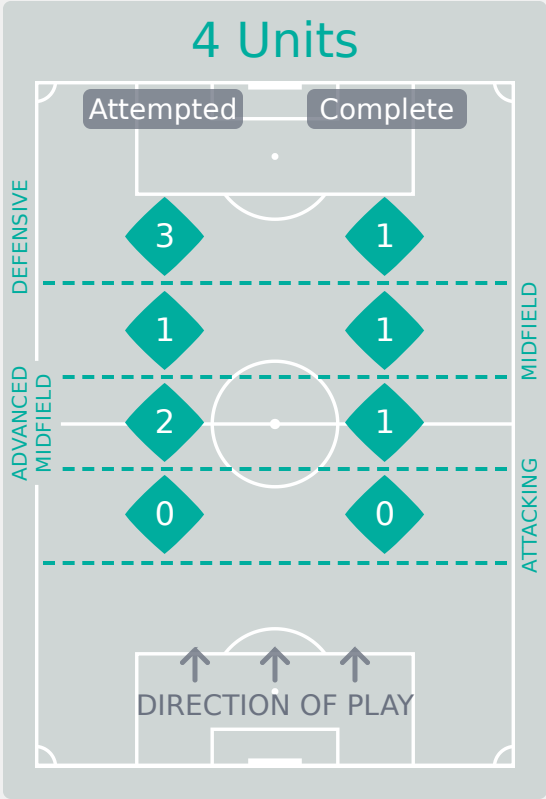 4 Units
Attempted Complete
DEFENSIVE
3 1
MIDFIELD
1 1
ADVANCED
MIDFIELD
2 1
ATTACKING
0 0
DIRECTION OF PLAY